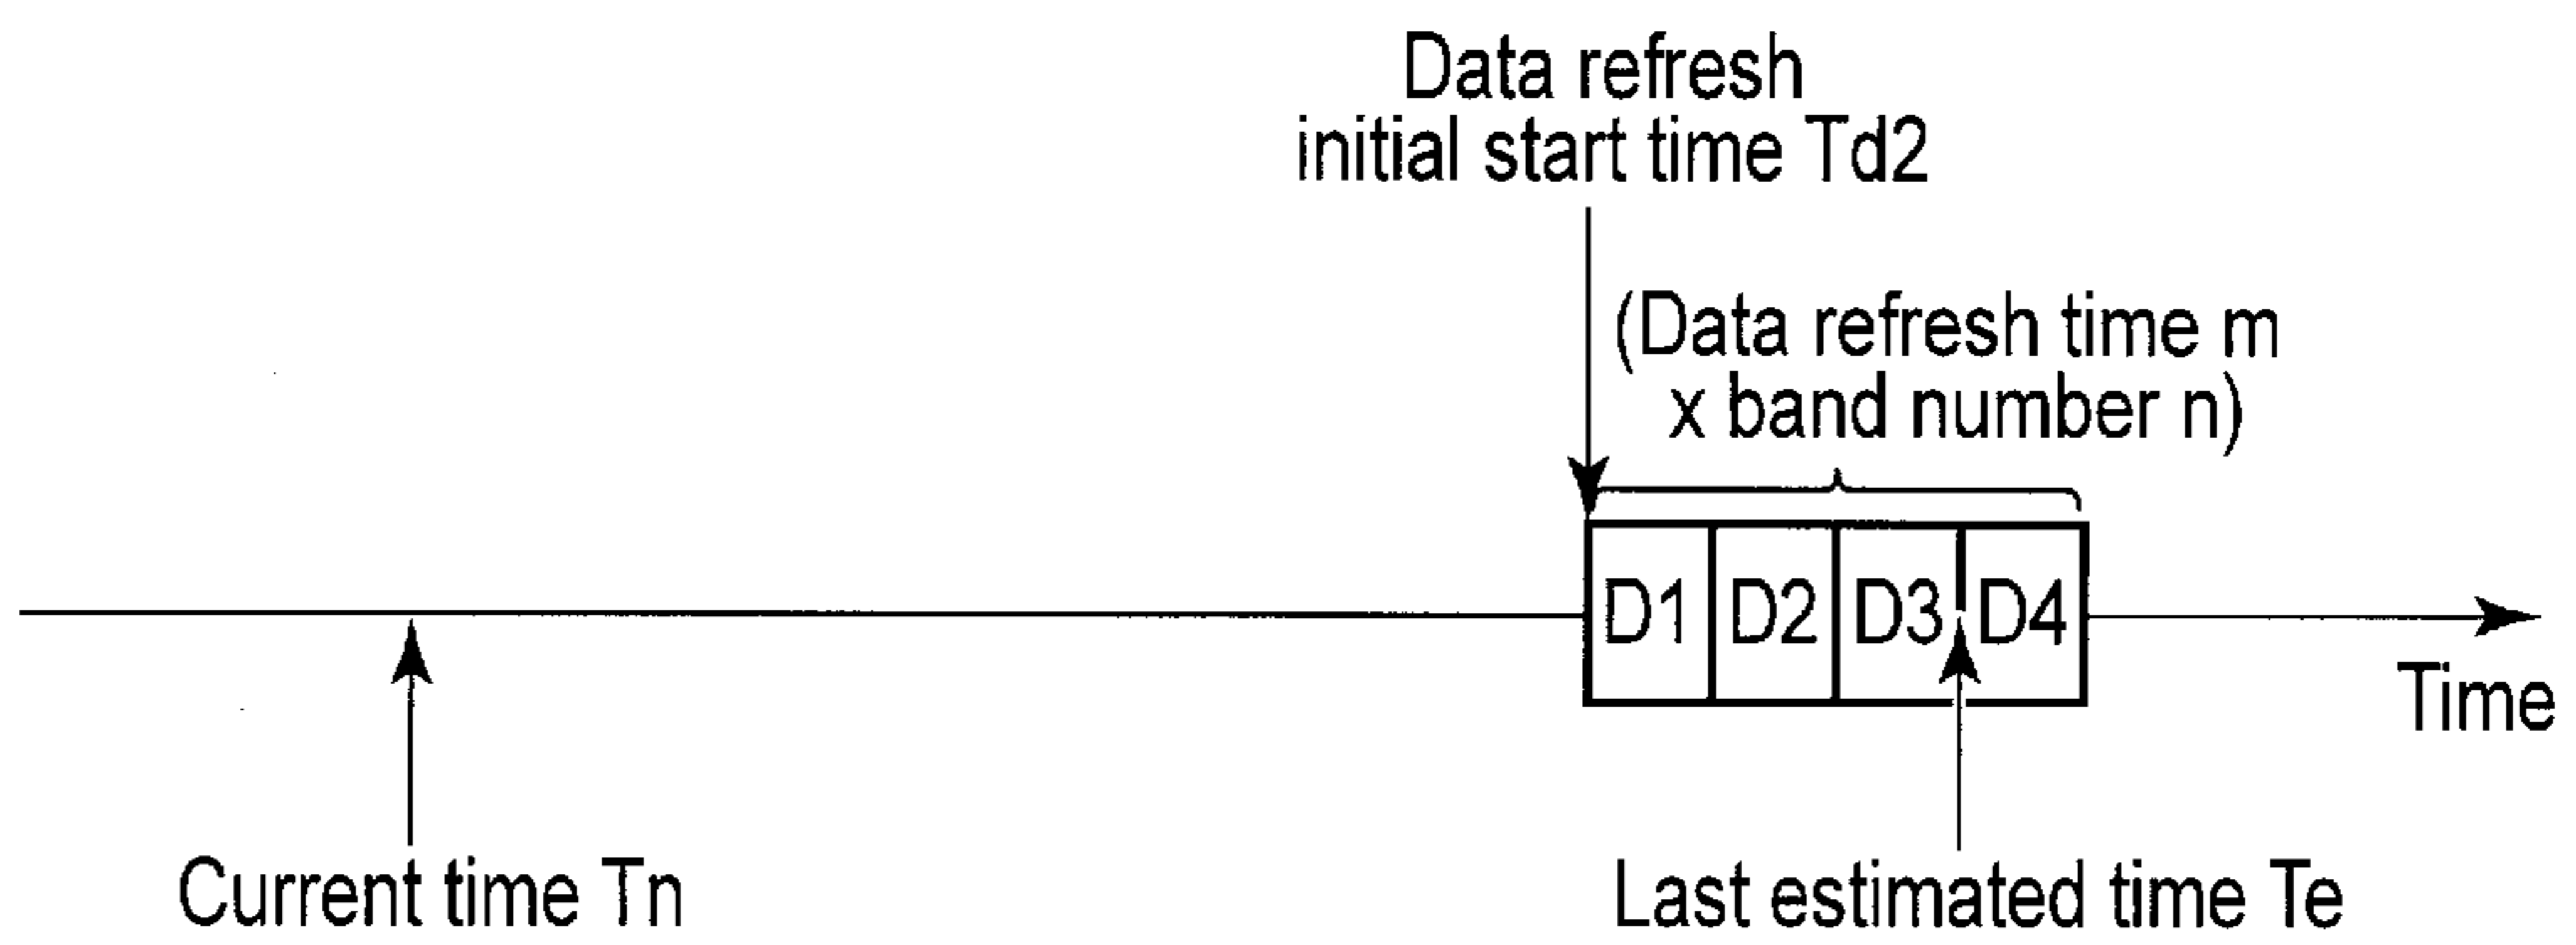 Data refresh
initial start time Td2
(Data refresh time m
x band number n)
D1 D2 D3 D4
Time
Current time Tn
Last estimated time Te